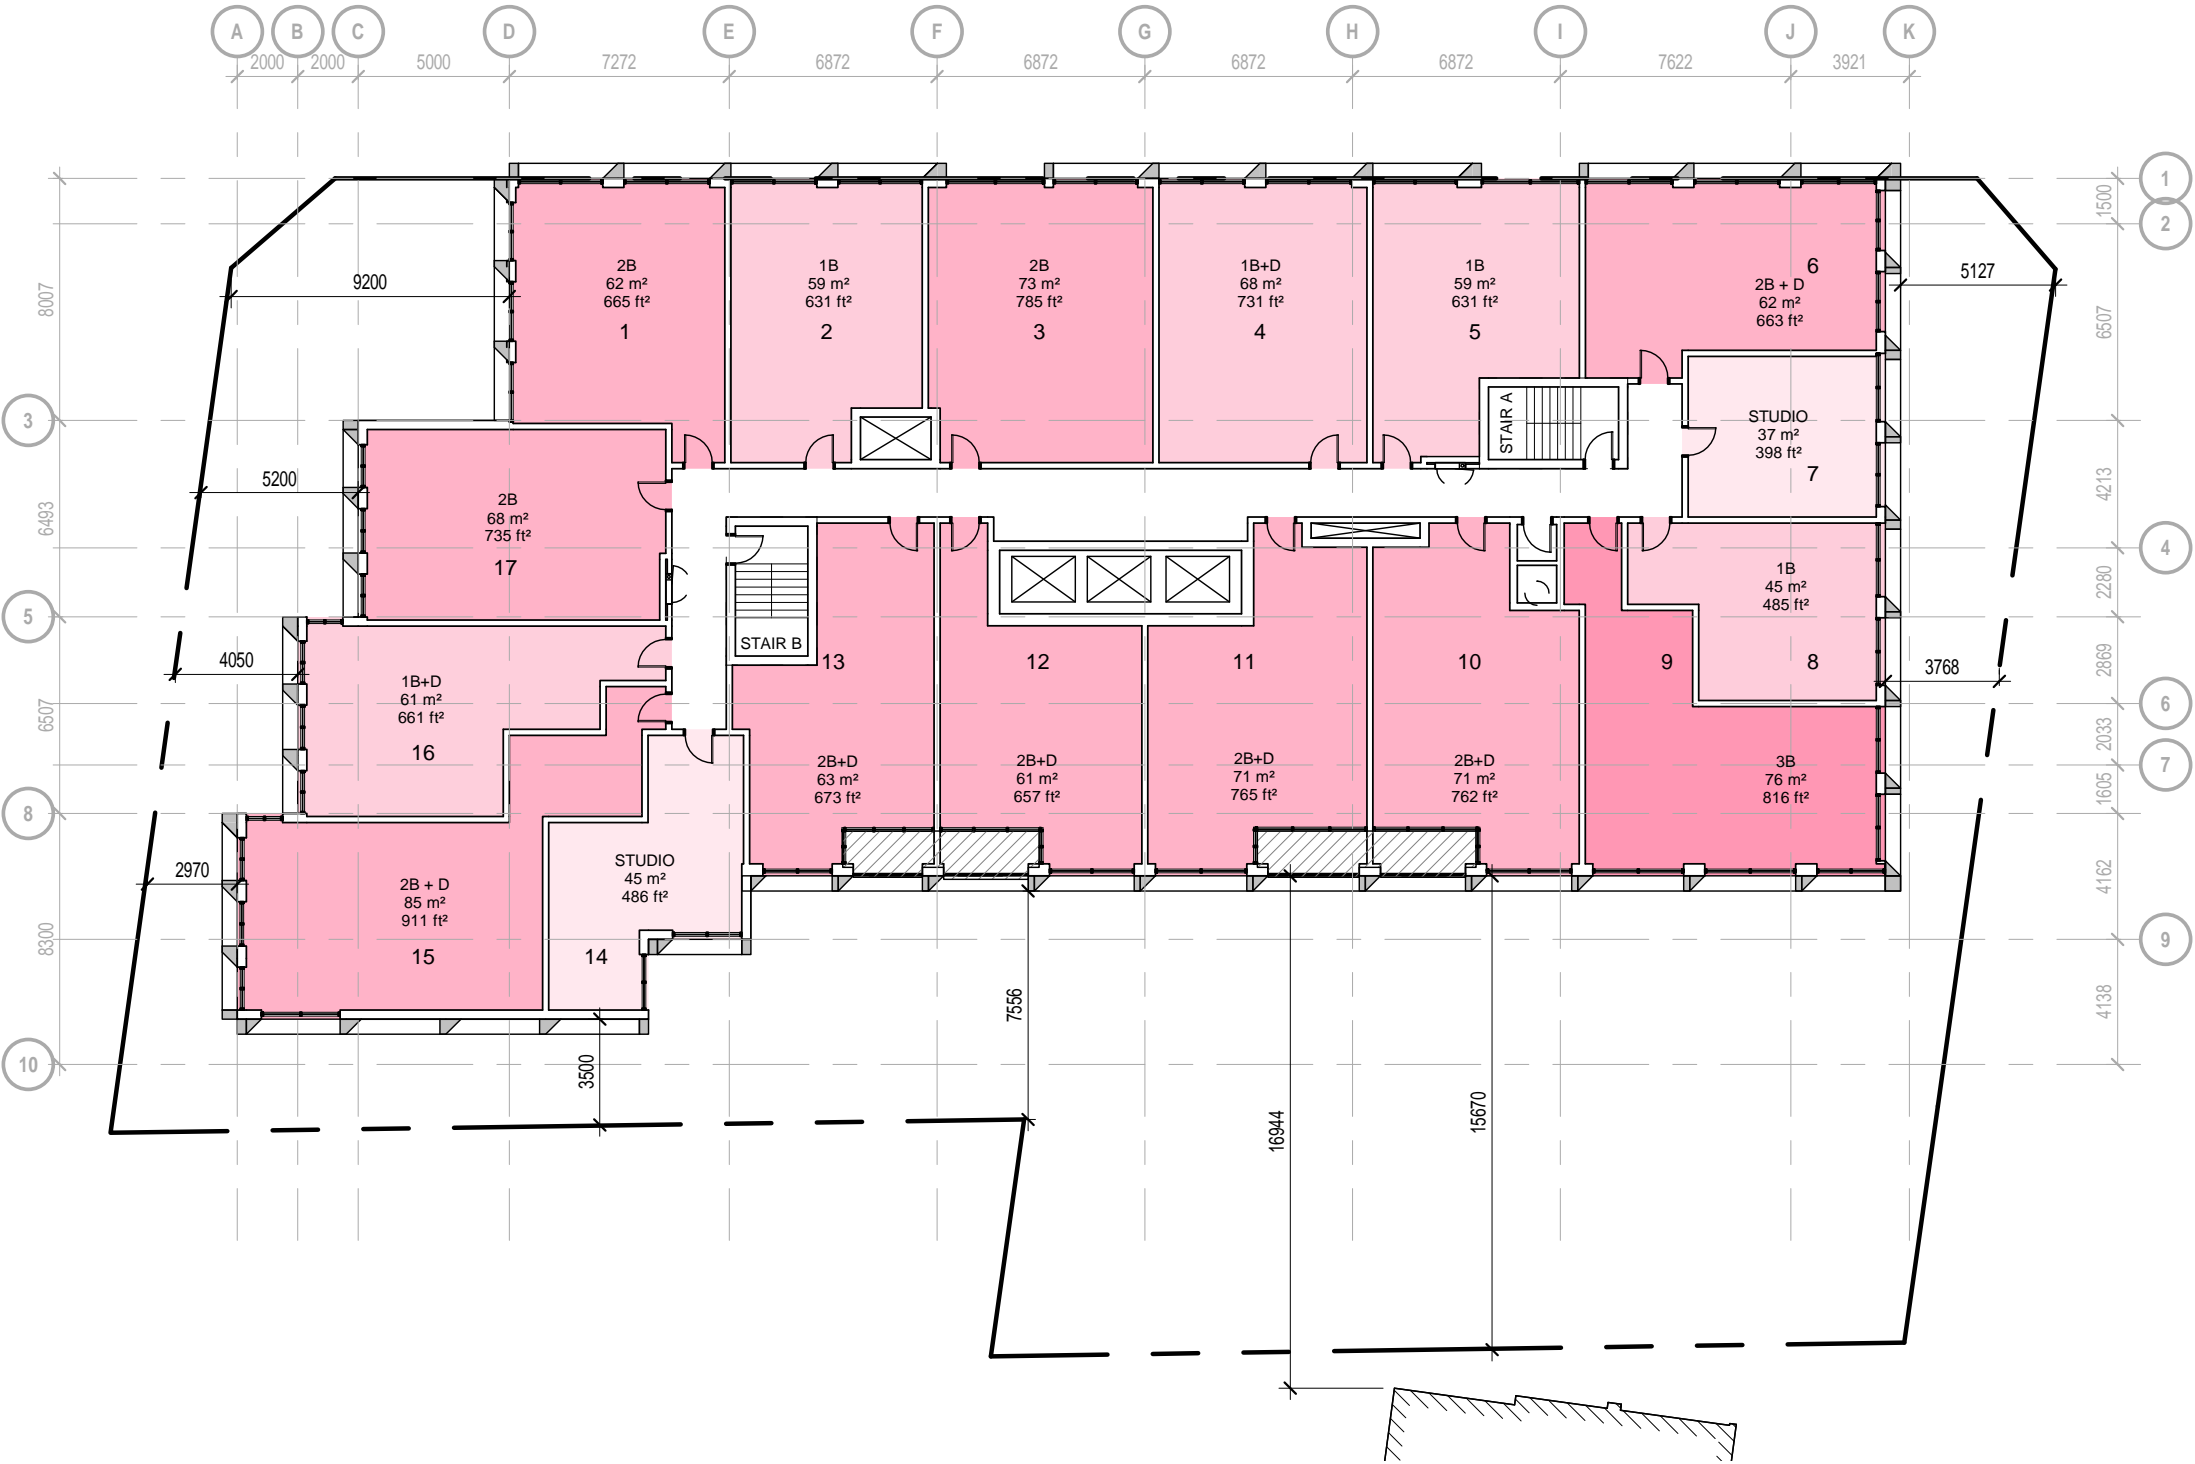 A B C D E F G H I J K
2000 2000 5000 7272 6872 6872 6872 6872 7622 3921
1
1500
2
8007
9200
2B
62 m²
665 ft²
1
1B
59 m²
631 ft²
2
2B
73 m²
785 ft²
3
1B+D
68 m²
731 ft²
4
1B
59 m²
631 ft²
5
6
2B + D
62 m²
663 ft²
5127
6507
3
STAIR A
STUDIO
37 m²
398 ft²
7
4213
5200
6493
2B
68 m²
735 ft²
17
4
5
STAIR B
1B
45 m²
485 ft²
8
2280
4050
6507
1B+D
61 m²
661 ft²
16
13
12
11
10
9
3768
2869
6
2033
7
2B+D
63 m²
673 ft²
2B+D
61 m²
657 ft²
2B+D
71 m²
765 ft²
2B+D
71 m²
762 ft²
3B
76 m²
816 ft²
1605
8
2970
2B + D
85 m²
911 ft²
15
STUDIO
45 m²
486 ft²
14
4162
8300
9
7556
4138
10
3500
16944
15670